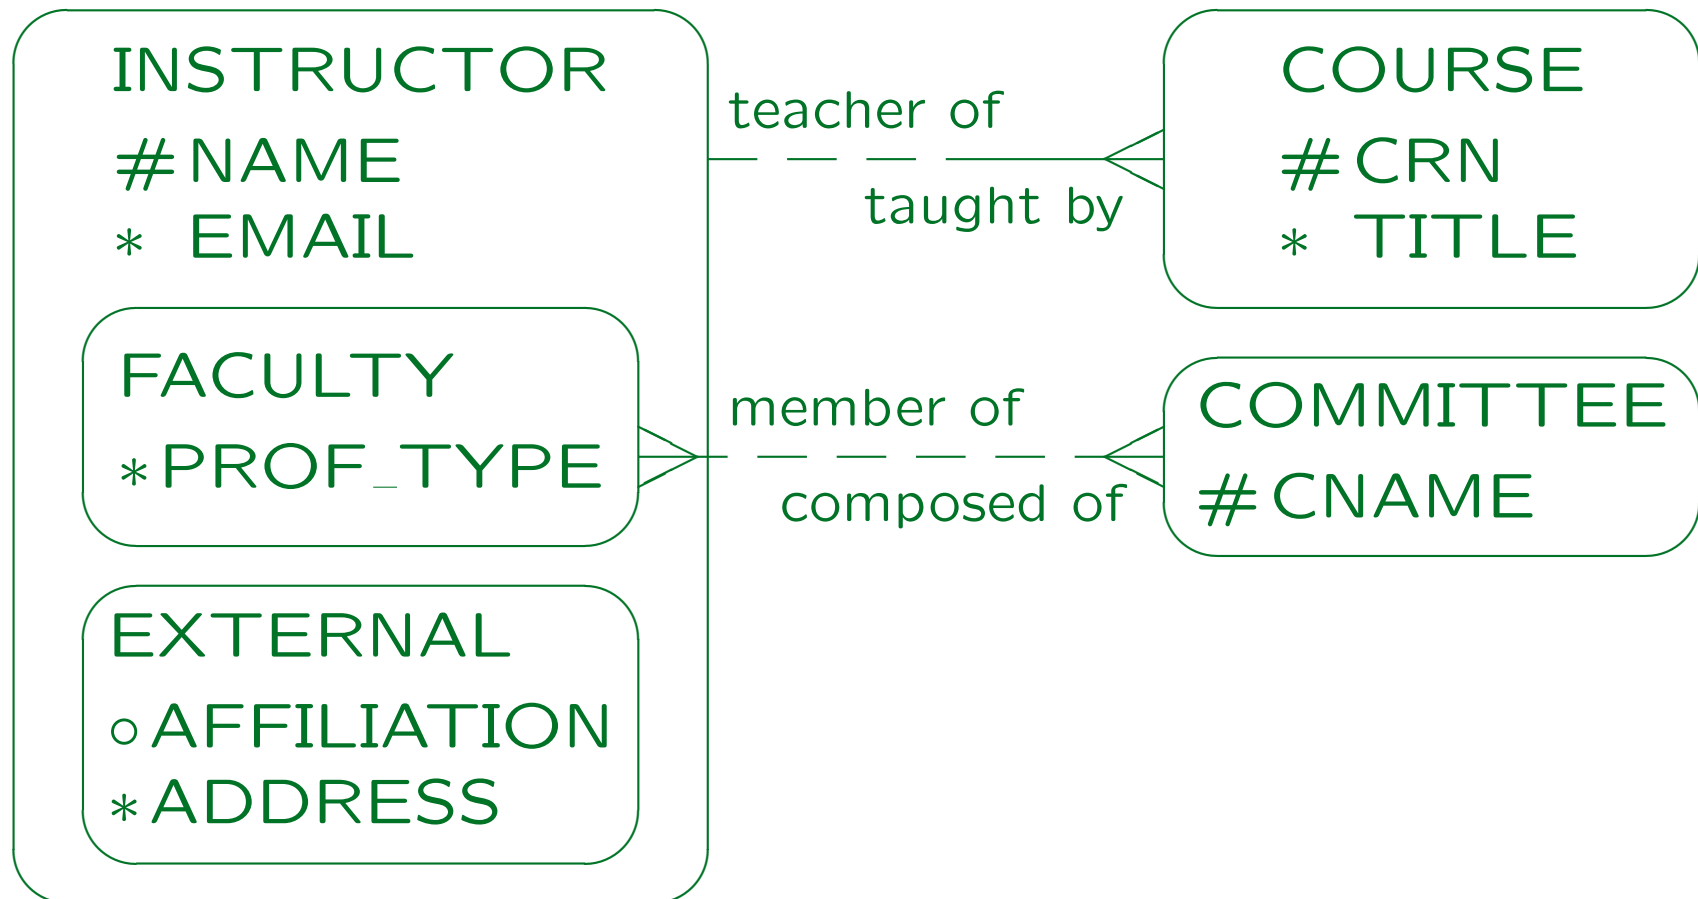 INSTRUCTOR
# NAME
* EMAIL
FACULTY
* PROF_TYPE
EXTERNAL
○ AFFILIATION
* ADDRESS
teacher of
taught by
member of
composed of
COURSE
# CRN
* TITLE
COMMITTEE
# CNAME